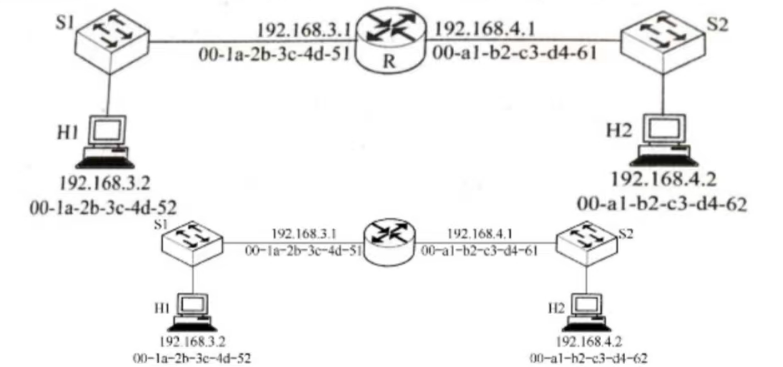 S1
192.168.3.1
192.168.4.1
S2
00-1a-2b-3c-4d-51
R
00-a1-b2-c3-d4-61
H1
H2
192.168.3.2
192.168.4.2
00-1a-2b-3c-4d-52
00-a1-b2-c3-d4-62
S1
192.168.3.1
192.168.4.1
S2
00-1a-2b-3c-4d-51
00-a1-b2-c3-d4-61
H1
H2
192.168.3.2
192.168.4.2
00-1a-2b-3c-4d-52
00-a1-b2-c3-d4-62